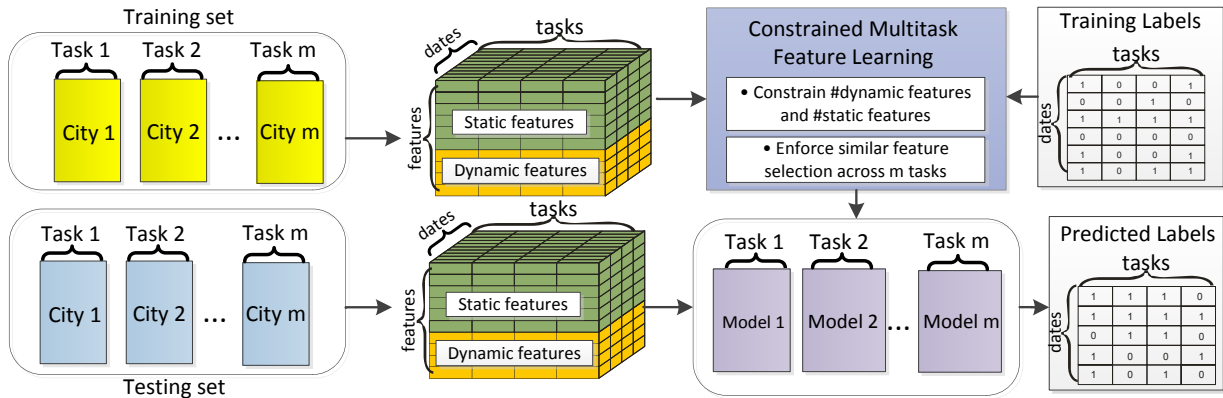 Training set
Task 1 Task 2 Task m
City 1 City 2 ... City m
dates
tasks
features
Static features
Dynamic features
Constrained Multitask
Feature Learning
• Constrain #dynamic features
and #static features
• Enforce similar feature
selection across m tasks
Training Labels
tasks
dates
1 0 0 1
0 0 1 0
1 1 1 1
0 0 0 0
1 0 0 1
1 0 1 1
Task 1 Task 2 Task m
City 1 City 2 ... City m
Testing set
dates
tasks
features
Static features
Dynamic features
Task 1 Task 2 Task m
Model 1 Model 2 ... Model m
Predicted Labels
tasks
dates
1 1 1 0
1 1 1 1
0 1 1 0
1 0 0 1
1 0 1 0